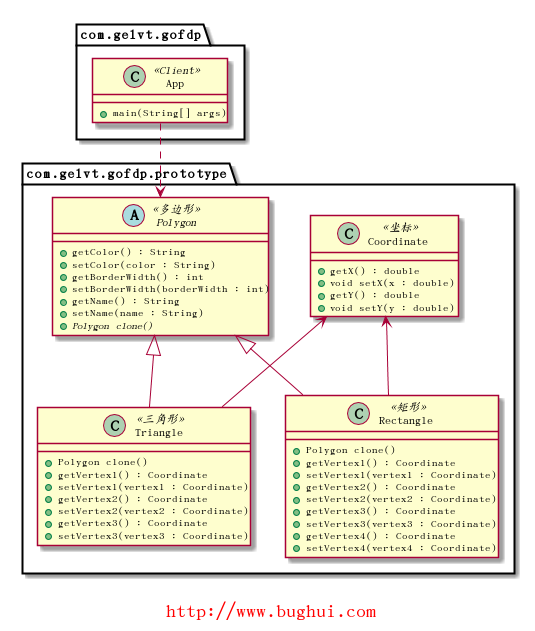 com.gelvt.gofdp
C
«Client»
App
main(String[] args)
com.gelvt.gofdp.prototype
A
«多边形»
Polygon
getColor() : String
setColor(color : String)
getBorderWidth() : int
setBorderWidth(borderWidth : int)
getName() : String
setName(name : String)
Polygon clone()
C
«坐标»
Coordinate
getX() : double
void setX(x : double)
getY() : double
void setY(y : double)
C
«三角形»
Triangle
Polygon clone()
getVertex1() : Coordinate
setVertex1(vertex1 : Coordinate)
getVertex2() : Coordinate
setVertex2(vertex2 : Coordinate)
getVertex3() : Coordinate
setVertex3(vertex3 : Coordinate)
C
«矩形»
Rectangle
Polygon clone()
getVertex1() : Coordinate
setVertex1(vertex1 : Coordinate)
getVertex2() : Coordinate
setVertex2(vertex2 : Coordinate)
getVertex3() : Coordinate
setVertex3(vertex3 : Coordinate)
getVertex4() : Coordinate
setVertex4(vertex4 : Coordinate)
http://www.bughui.com